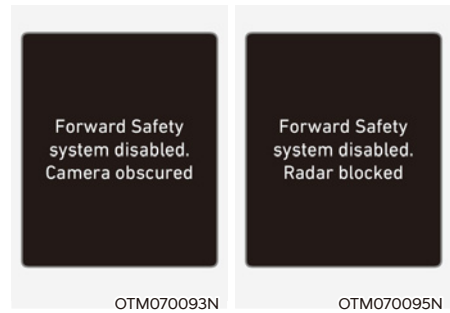 Forward Safety
system disabled.
Camera obscured
OTM070093N
Forward Safety
system disabled.
Radar blocked
OTM070095N